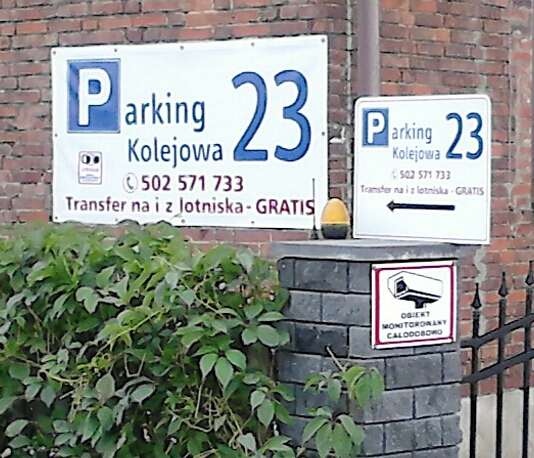 Parking
Kolejowa 23
502 571 733
Transfer na i z lotniska - GRATIS
Parking
Kolejowa 23
502 571 733
Transfer na i z lotniska - GRATIS
OBIEKT
MONITOROWANY
CAŁODOBOWO